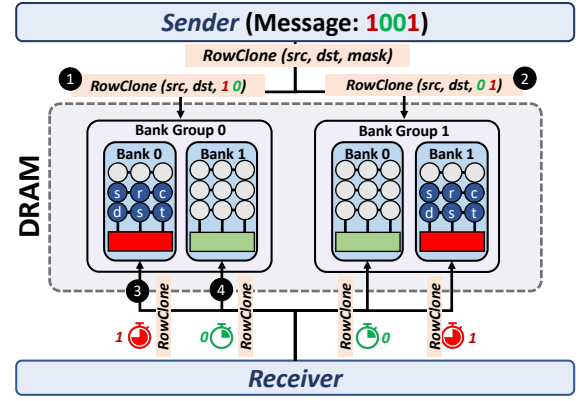 Sender (Message: 1001)
RowClone (src, dst, mask)
1
RowClone (src, dst, 1 0)
RowClone (src, dst, 0 1)
2
DRAM
Bank Group 0
Bank Group 1
Bank 0
Bank 1
Bank 0
Bank 1
s r c
d s t
s r c
d s t
3
RowClone
4
RowClone
RowClone
RowClone
1
0
0
1
Receiver